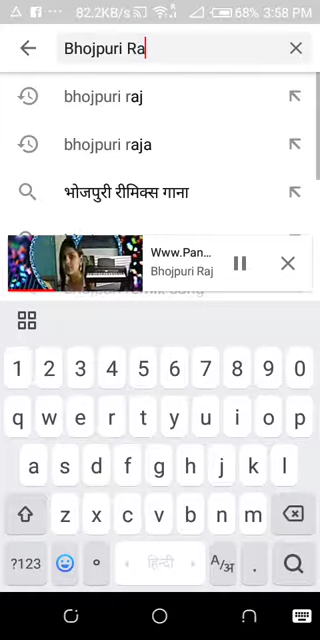 82.2KB/s 68% 3:58 PM
Bhojpuri Ra
bhojpuri raj
bhojpuri raja
भोजपुरी रीमिक्स गाना
Www.Pan...
Bhojpuri Raj
1 2 3 4 5 6 7 8 9 0
q w e r t y u i o p
a s d f g h j k l
z x c v b n m
?123 हिन्दी A/अ .